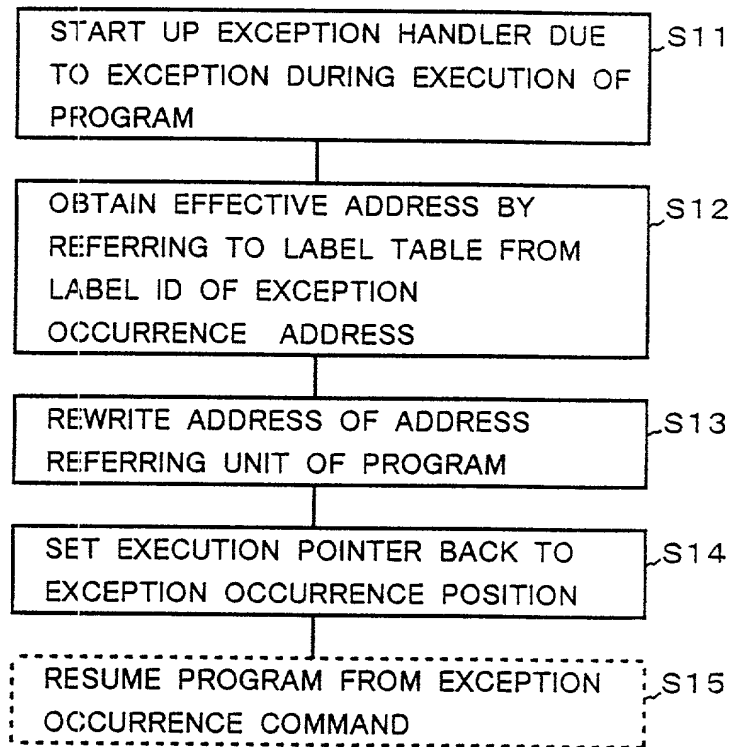 START UP EXCEPTION HANDLER DUE S11
TO EXCEPTION DURING EXECUTION OF
PROGRAM
OBTAIN EFFECTIVE ADDRESS BY S12
REFERRING TO LABEL TABLE FROM
LABEL ID OF EXCEPTION
OCCURRENCE ADDRESS
REWRITE ADDRESS OF ADDRESS S13
REFERRING UNIT OF PROGRAM
SET EXECUTION POINTER BACK TO S14
EXCEPTION OCCURRENCE POSITION
RESUME PROGRAM FROM EXCEPTION S15
OCCURRENCE COMMAND